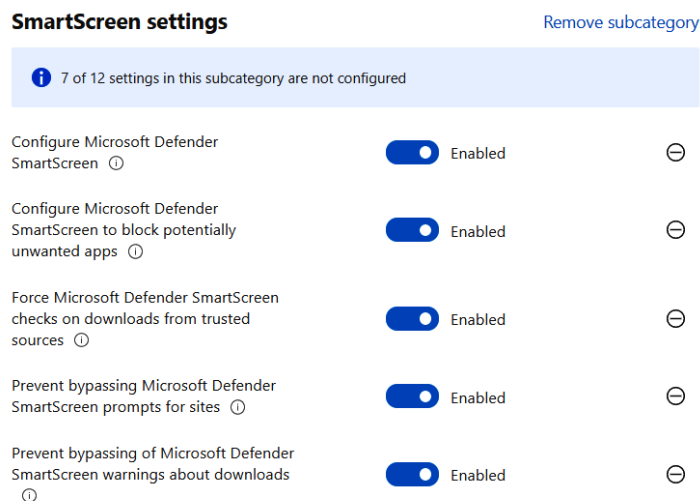 SmartScreen settings
Remove subcategory
7 of 12 settings in this subcategory are not configured
Configure Microsoft Defender
SmartScreen
Enabled
Configure Microsoft Defender
SmartScreen to block potentially
unwanted apps
Enabled
Force Microsoft Defender SmartScreen
checks on downloads from trusted
sources
Enabled
Prevent bypassing Microsoft Defender
SmartScreen prompts for sites
Enabled
Prevent bypassing of Microsoft Defender
SmartScreen warnings about downloads
Enabled